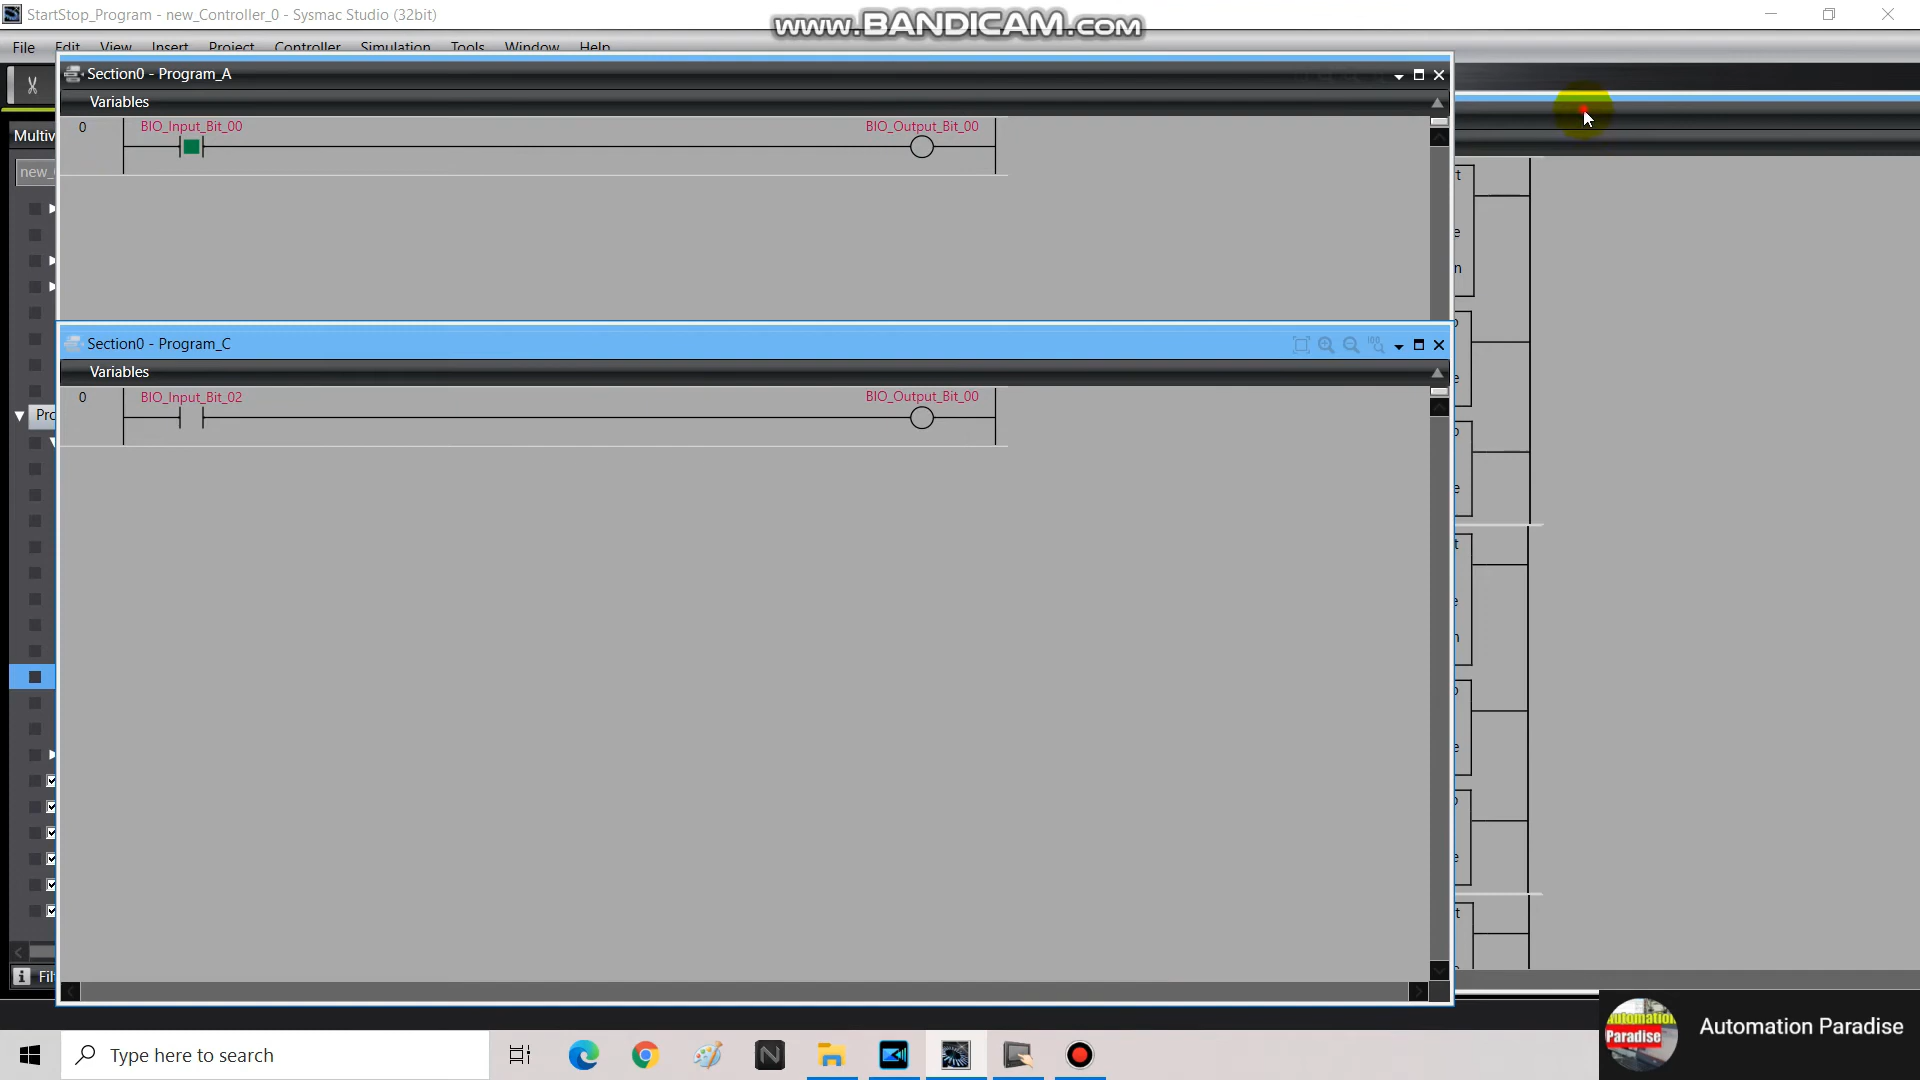 StartStop_Program - new_Controller_0 - Sysmac Studio (32bit)
www.BANDICAM.com
File Edit View Insert Project Controller Simulation Tools Window Help
Section0 - Program_A
Variables
Multiv
new_
0
BIO_Input_Bit_00
BIO_Output_Bit_00
Section0 - Program_C
Variables
0
BIO_Input_Bit_02
BIO_Output_Bit_00
Pro
Fil
t
e
n
e
e
t
n
e
e
t
Type here to search
Automation
Paradise
Automation Paradise